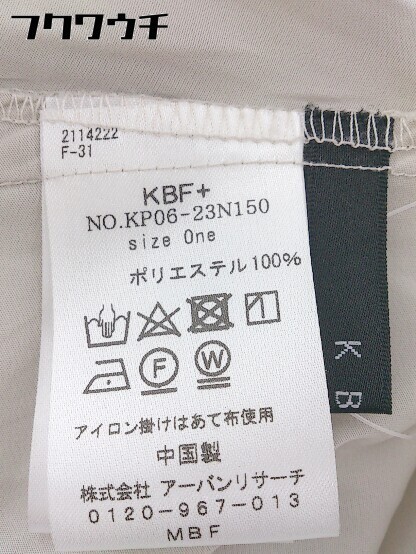 フクワウチ
2114222
F-31
KBF+
NO.KP06-23N150
size One
ポリエステル100%
F
W
アイロン掛けはあて布使用
中国製
株式会社 アーバンリサーチ
0120-967-013
MBF
K B